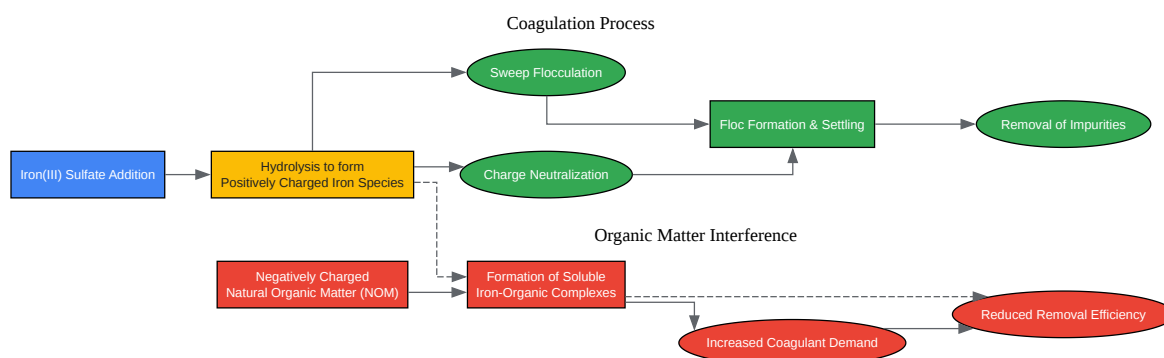 Coagulation Process
Sweep Flocculation
Floc Formation & Settling
Removal of Impurities
Iron(III) Sulfate Addition
Hydrolysis to form
Positively Charged Iron Species
Charge Neutralization
Organic Matter Interference
Negatively Charged
Natural Organic Matter (NOM)
Formation of Soluble
Iron-Organic Complexes
Reduced Removal Efficiency
Increased Coagulant Demand